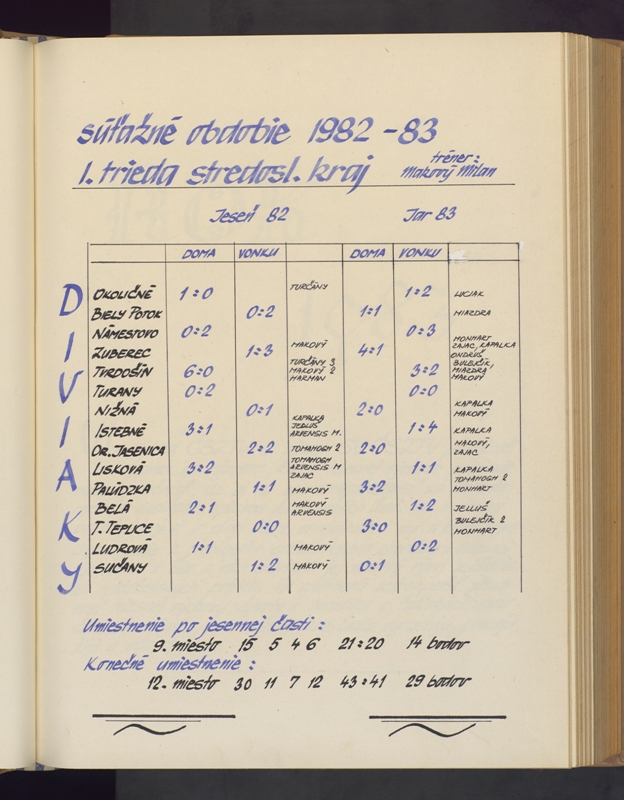 súťažné obdobie 1982 - 83
I. trieda stredosl. kraj
tréner:
Makový Milan
Jeseň 82 Jar 83
DOMA VONKU DOMA VONKU
DIVIAKY
OKOLIČNÉ 1:0 TURČÁNY 1:2 LUCIAK
BIELY POTOK 0:2 1:1 MIAZDRA
NÁMESTOVO 0:2 0:3
ZUBEREC 1:3 MAKOVÝ 4:1 MONHART ZAJAC, KAPALKA ONDRUŠ
TVRDOŠÍN 6:0 TURČÁNY 3 MAKOVÝ 2 HARMAN 3:2 BULEJČÍK, MIAZDRA MAKOVÝ
TURANY 0:2 0:0
NIŽNÁ 0:1 2:0 KAPALKA MAKOVÝ
ISTEBNÉ 3:1 KAPALKA JELLUŠ ARVENSIS M. 1:4 KAPALKA
OR. JASENICA 2:2 TOMAHOGH 2 2:0 MAKOVÝ, ZAJAC
LISKOVÁ 3:2 TOMAHOGH ARVENSIS M ZAJAC 1:1 KAPALKA
PALÚDZKA 1:1 MAKOVÝ 3:2 TOMAHOGH 2 MONHART
BELÁ 2:1 MAKOVÝ ARVENSIS 1:2 JELLUŠ
T. TEPLICE 0:0 3:0 BULEJČÍK 2 MONHART
LUDROVÁ 1:1 MAKOVÝ 0:2
SUČANY 1:2 MAKOVÝ 0:1
Umiestnenie po jesennej časti:
9. miesto 15 5 4 6 21:20 14 bodov
Konečné umiestnenie:
12. miesto 30 11 7 12 43:41 29 bodov